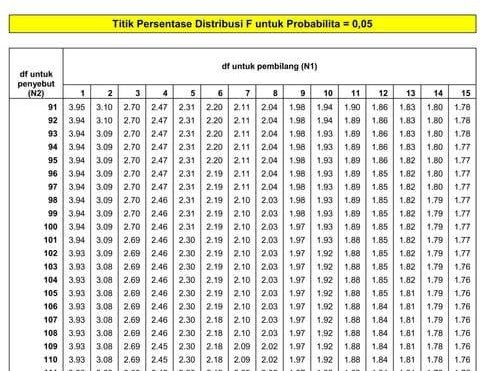 Titik Persentase Distribusi F untuk Probabilita = 0,05
df untuk penyebut (N2)
df untuk pembilang (N1)
1 2 3 4 5 6 7 8 9 10 11 12 13 14 15
91 3.95 3.10 2.70 2.47 2.31 2.20 2.11 2.04 1.98 1.94 1.90 1.86 1.83 1.80 1.78
92 3.94 3.10 2.70 2.47 2.31 2.20 2.11 2.04 1.98 1.94 1.89 1.86 1.83 1.80 1.78
93 3.94 3.09 2.70 2.47 2.31 2.20 2.11 2.04 1.98 1.93 1.89 1.86 1.83 1.80 1.78
94 3.94 3.09 2.70 2.47 2.31 2.20 2.11 2.04 1.98 1.93 1.89 1.86 1.83 1.80 1.77
95 3.94 3.09 2.70 2.47 2.31 2.20 2.11 2.04 1.98 1.93 1.89 1.86 1.82 1.80 1.77
96 3.94 3.09 2.70 2.47 2.31 2.19 2.11 2.04 1.98 1.93 1.89 1.85 1.82 1.80 1.77
97 3.94 3.09 2.70 2.47 2.31 2.19 2.11 2.04 1.98 1.93 1.89 1.85 1.82 1.80 1.77
98 3.94 3.09 2.70 2.46 2.31 2.19 2.10 2.03 1.98 1.93 1.89 1.85 1.82 1.79 1.77
99 3.94 3.09 2.70 2.46 2.31 2.19 2.10 2.03 1.98 1.93 1.89 1.85 1.82 1.79 1.77
100 3.94 3.09 2.70 2.46 2.31 2.19 2.10 2.03 1.97 1.93 1.89 1.85 1.82 1.79 1.77
101 3.94 3.09 2.69 2.46 2.30 2.19 2.10 2.03 1.97 1.93 1.88 1.85 1.82 1.79 1.77
102 3.93 3.09 2.69 2.46 2.30 2.19 2.10 2.03 1.97 1.92 1.88 1.85 1.82 1.79 1.77
103 3.93 3.08 2.69 2.46 2.30 2.19 2.10 2.03 1.97 1.92 1.88 1.85 1.82 1.79 1.76
104 3.93 3.08 2.69 2.46 2.30 2.19 2.10 2.03 1.97 1.92 1.88 1.85 1.82 1.79 1.76
105 3.93 3.08 2.69 2.46 2.30 2.19 2.10 2.03 1.97 1.92 1.88 1.85 1.81 1.79 1.76
106 3.93 3.08 2.69 2.46 2.30 2.19 2.10 2.03 1.97 1.92 1.88 1.84 1.81 1.79 1.76
107 3.93 3.08 2.69 2.46 2.30 2.18 2.10 2.03 1.97 1.92 1.88 1.84 1.81 1.79 1.76
108 3.93 3.08 2.69 2.46 2.30 2.18 2.10 2.03 1.97 1.92 1.88 1.84 1.81 1.78 1.76
109 3.93 3.08 2.69 2.45 2.30 2.18 2.09 2.02 1.97 1.92 1.88 1.84 1.81 1.78 1.76
110 3.93 3.08 2.69 2.45 2.30 2.18 2.09 2.02 1.97 1.92 1.88 1.84 1.81 1.78 1.76